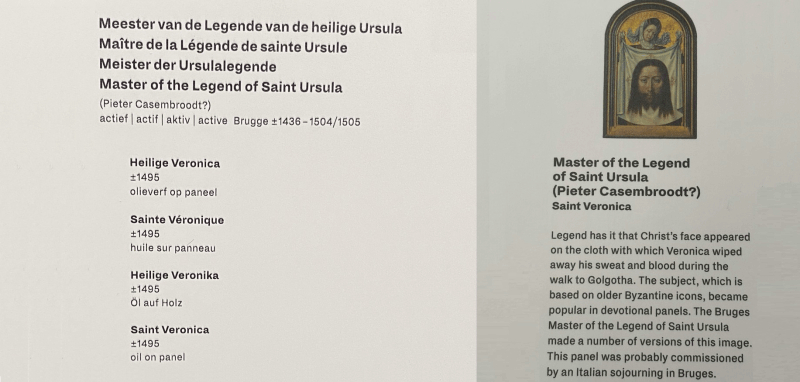 Meester van de Legende van de heilige Ursula
Maître de la Légende de sainte Ursule
Meister der Ursulalegende
Master of the Legend of Saint Ursula
(Pieter Casembroodt?)
actief | actif | aktiv | active Brugge ±1436–1504/1505
Heilige Veronica
±1495
olieverf op paneel
Sainte Véronique
±1495
huile sur panneau
Heilige Veronika
±1495
Öl auf Holz
Saint Veronica
±1495
oil on panel
Master of the Legend
of Saint Ursula
(Pieter Casembroodt?)
Saint Veronica
Legend has it that Christ's face appeared
on the cloth with which Veronica wiped
away his sweat and blood during the
walk to Golgotha. The subject, which is
based on older Byzantine icons, became
popular in devotional panels. The Bruges
Master of the Legend of Saint Ursula
made a number of versions of this image.
This panel was probably commissioned
by an Italian sojourning in Bruges.